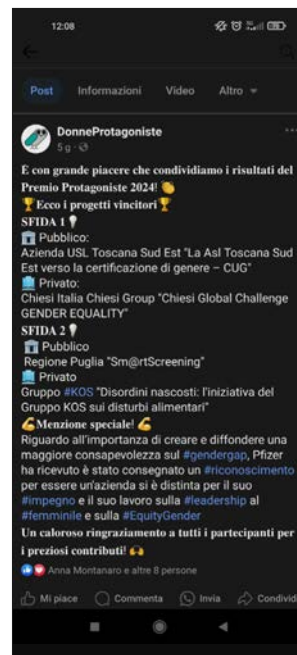 12:08
Post Informazioni Video Altro
DonneProtagoniste
5 g
È con grande piacere che condividiamo i risultati del
Premio Protagoniste 2024!
Ecco i progetti vincitori
SFIDA 1
Pubblico:
Azienda USL Toscana Sud Est "La Asl Toscana Sud
Est verso la certificazione di genere – CUG"
Privato:
Chiesi Italia Chiesi Group "Chiesi Global Challenge
GENDER EQUALITY"
SFIDA 2
Pubblico
Regione Puglia "Sm@rtScreening"
Privato
Gruppo #KOS "Disordini nascosti: l'iniziativa del
Gruppo KOS sui disturbi alimentari"
Menzione speciale!
Riguardo all'importanza di creare e diffondere una
maggiore consapevolezza sul #gendergap, Pfizer
ha ricevuto è stato consegnato un #riconoscimento
per essere un'azienda si è distinta per il suo
#impegno e il suo lavoro sulla #leadership al
#femminile e sulla #EquityGender
Un caloroso ringraziamento a tutti i partecipanti per
i preziosi contributi!
Anna Montanaro e altre 8 persone
Mi piace Commenta Invia Condivid